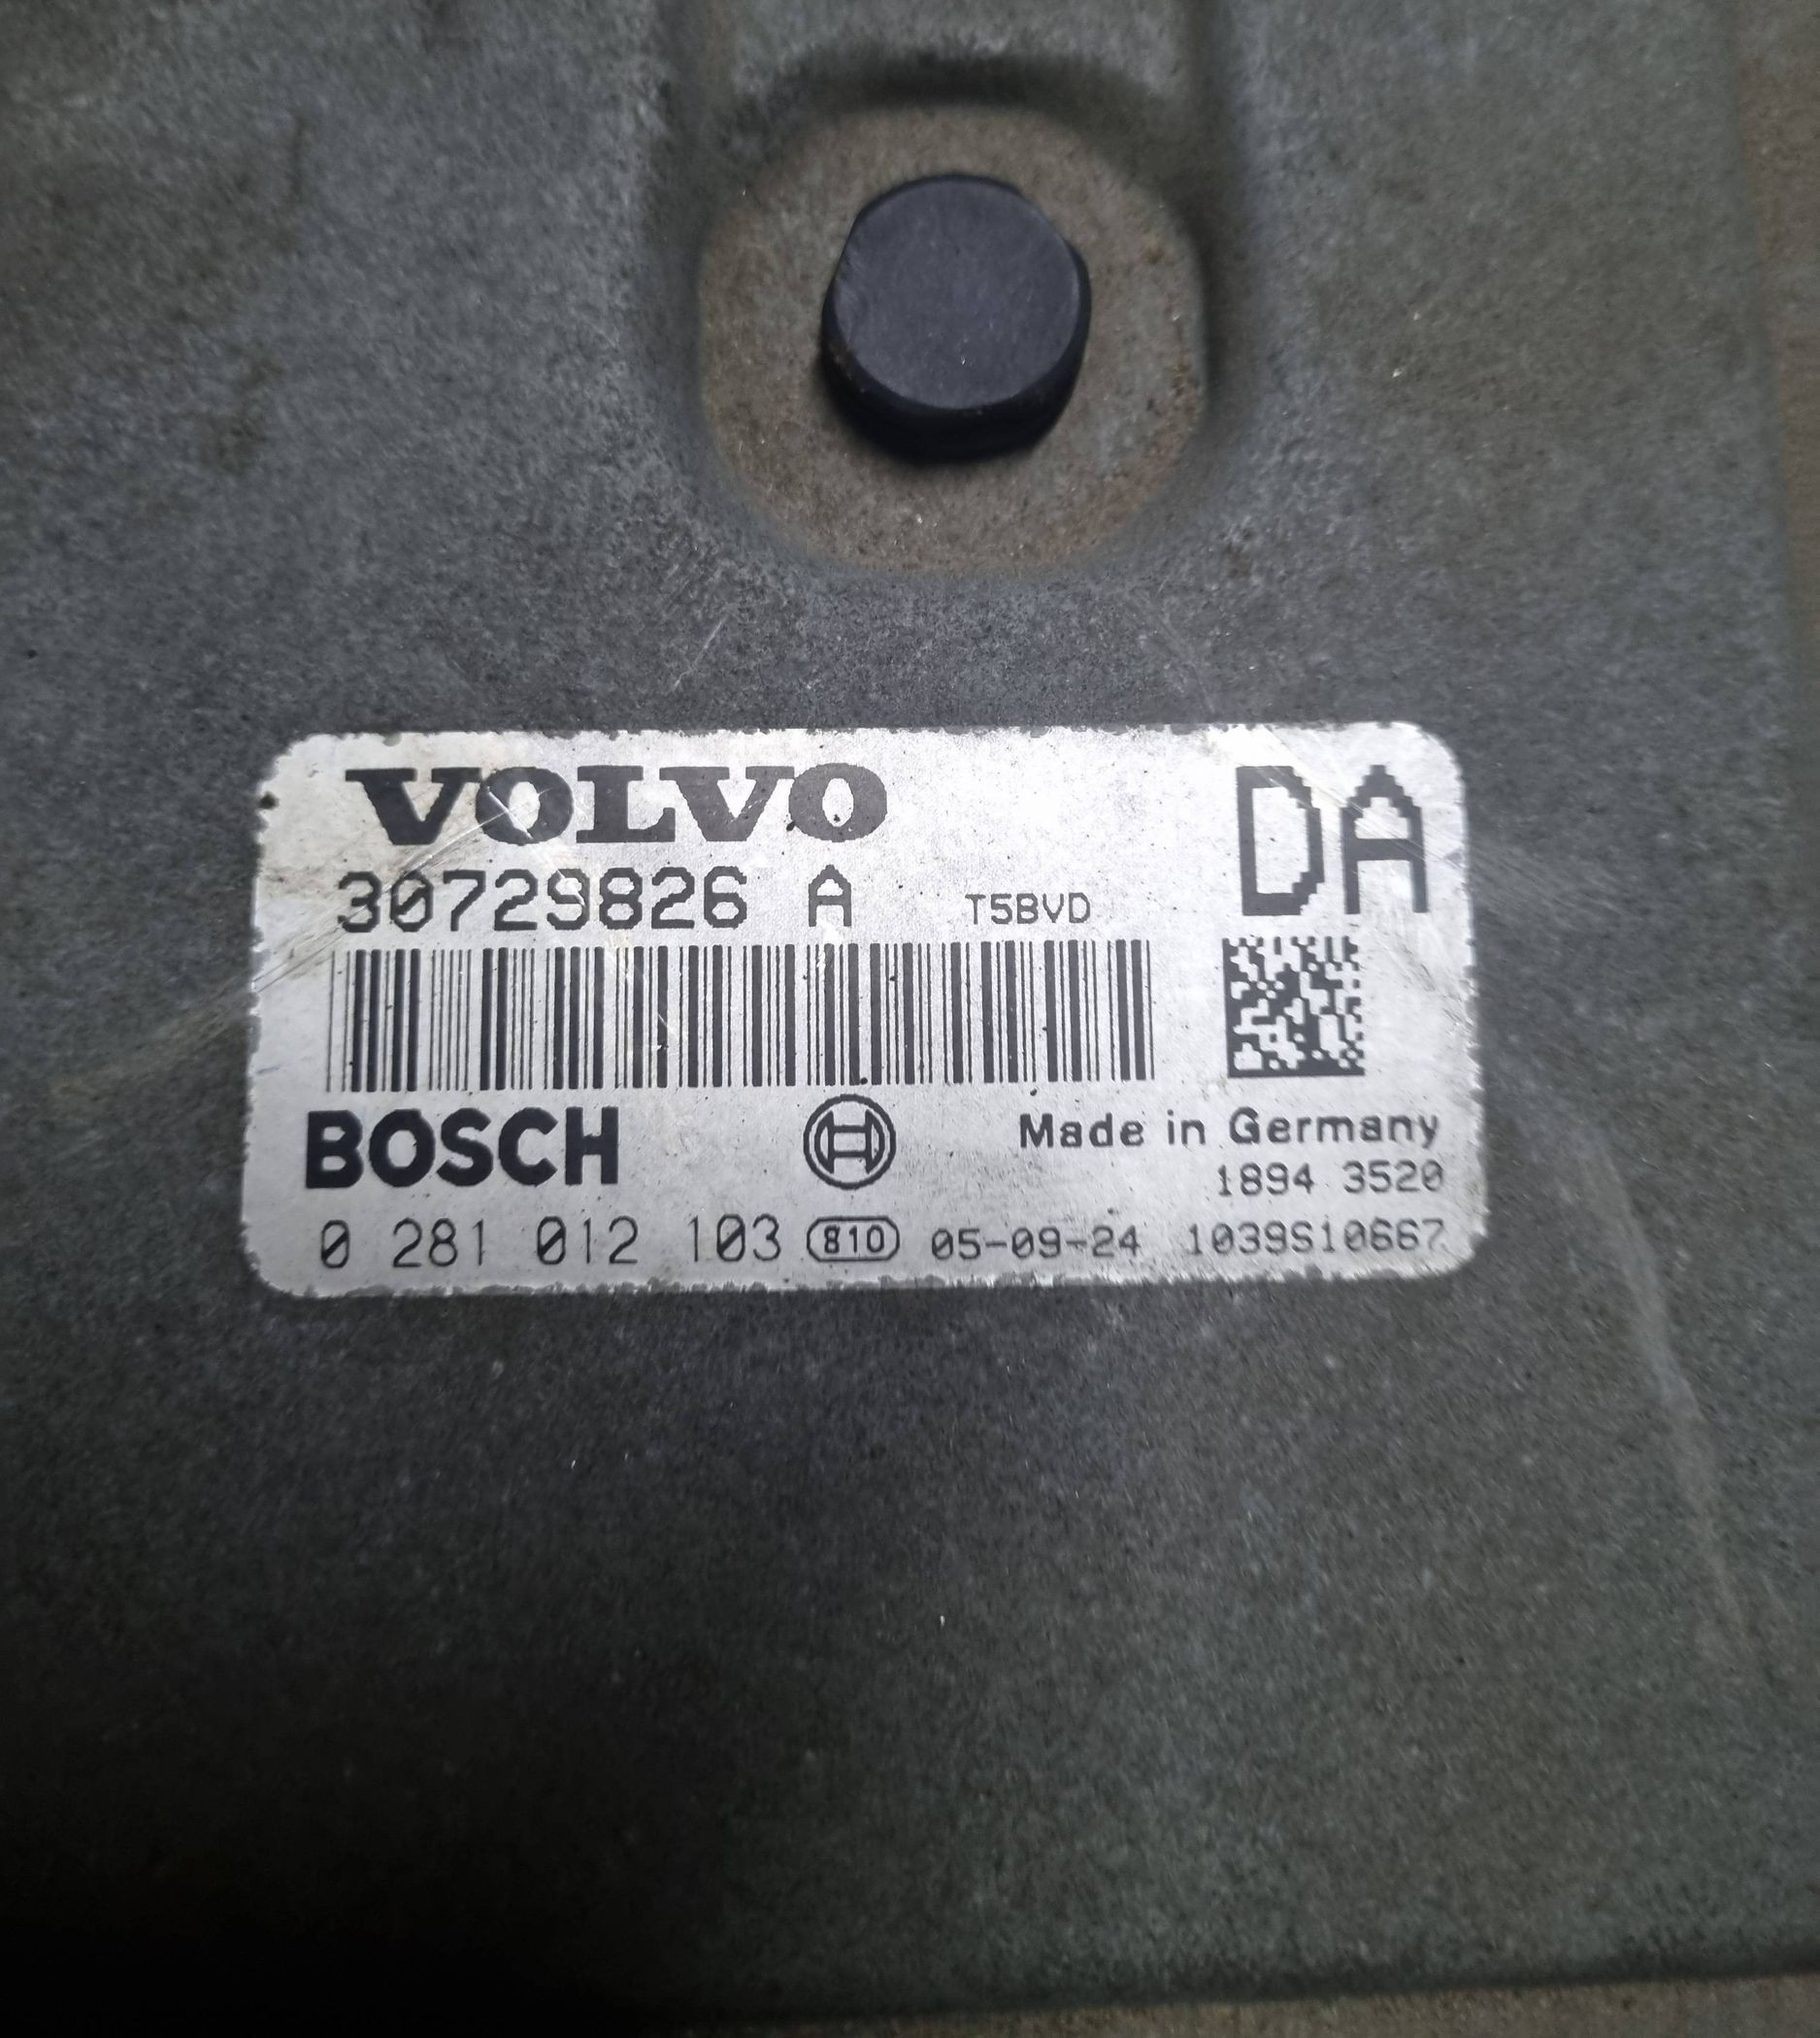 VOLVO
DA
30729826 A T5BVD
BOSCH
Made in Germany
1894 3520
0 281 012 103 810 05-09-24 1039S10667